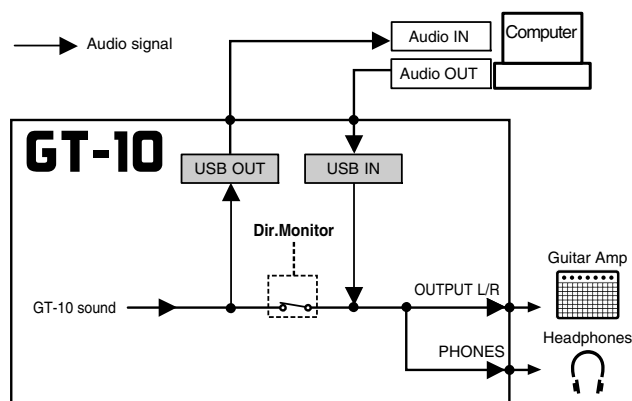 Audio signal
Audio IN
Computer
Audio OUT
GT-10
USB OUT
USB IN
Dir.Monitor
Guitar Amp
OUTPUT L/R
GT-10 sound
Headphones
PHONES